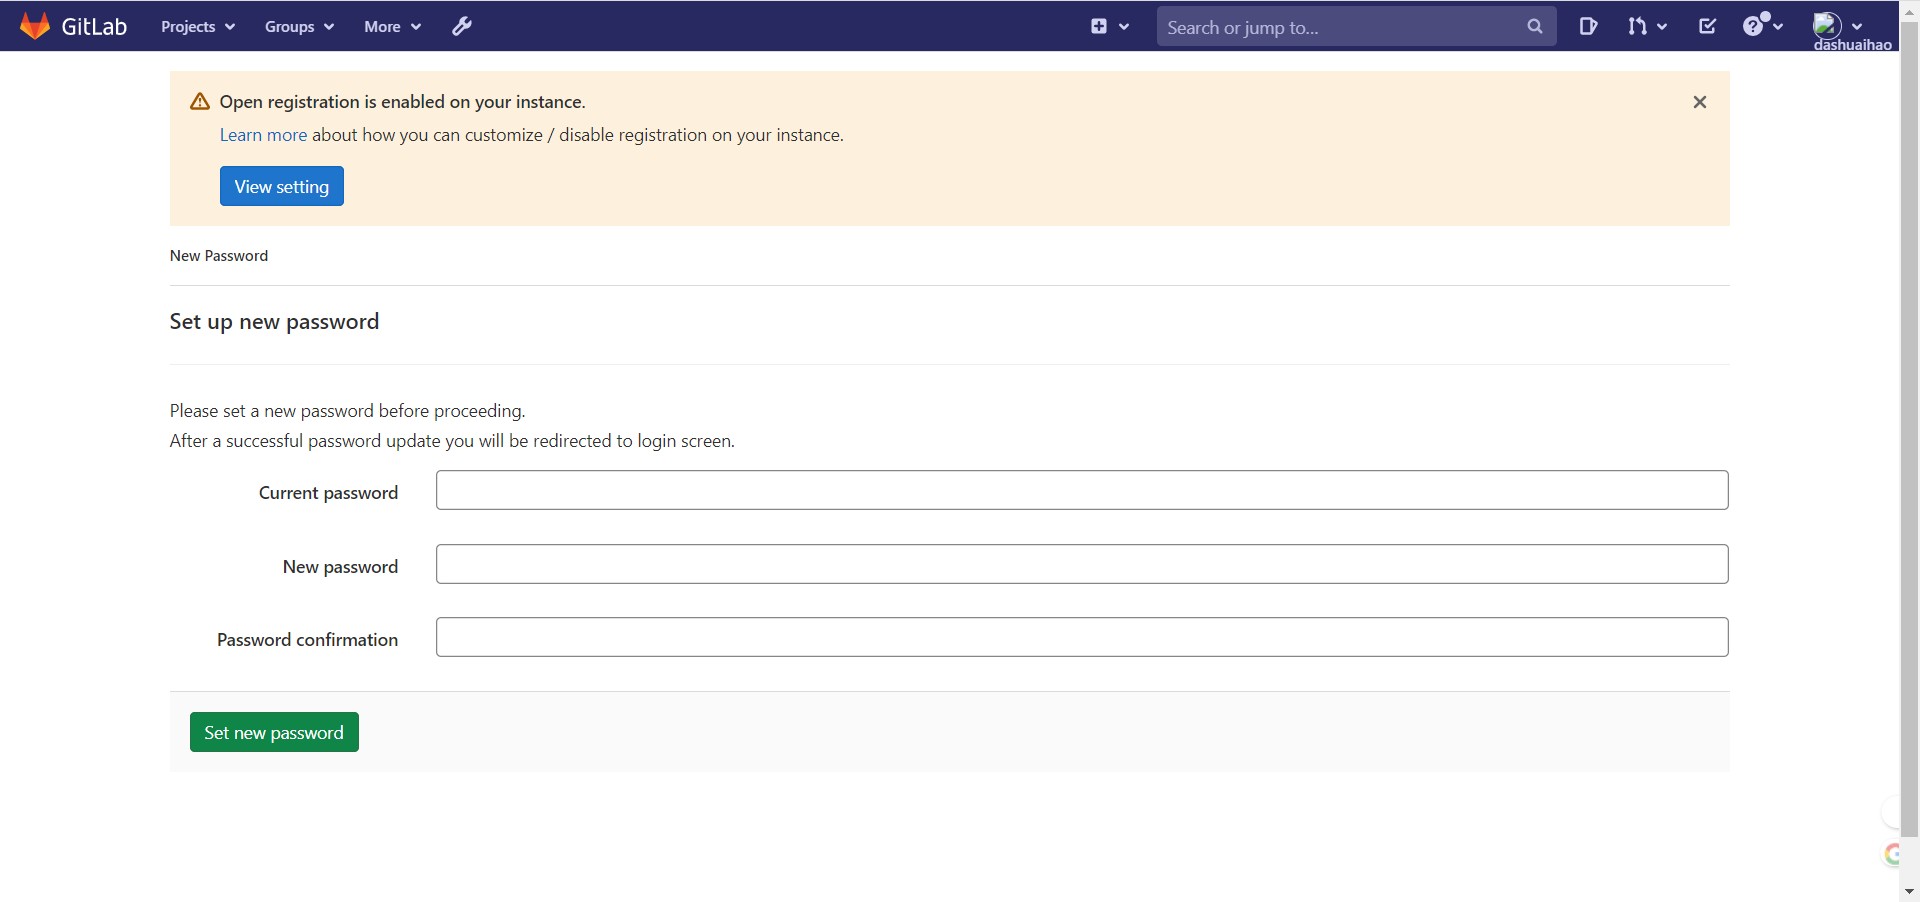 GitLab Projects Groups More Search or jump to... dashuaihao
Open registration is enabled on your instance.
Learn more about how you can customize / disable registration on your instance.
View setting
New Password
Set up new password
Please set a new password before proceeding.
After a successful password update you will be redirected to login screen.
Current password
New password
Password confirmation
Set new password